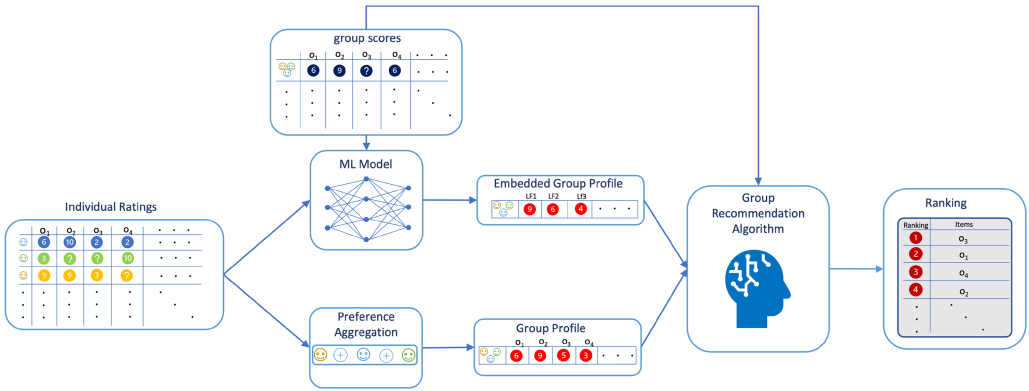 group scores
O1 O2 O3 O4 . . .
6 9 ? 6 . . .
ML Model
Embedded Group Profile
LF1 LF2 Lf3
9 6 4 . . .
Group
Recommendation
Algorithm
Ranking
Ranking Items
1 O3
2 O1
3 O4
4 O2
Individual Ratings
O1 O2 O3 O4 . . .
6 10 2 2 . . .
3 ? ? 10 . . .
9 9 3 ? . . .
Preference
Aggregation
+ +
Group Profile
O1 O2 O3 O4
6 9 5 3 . . .